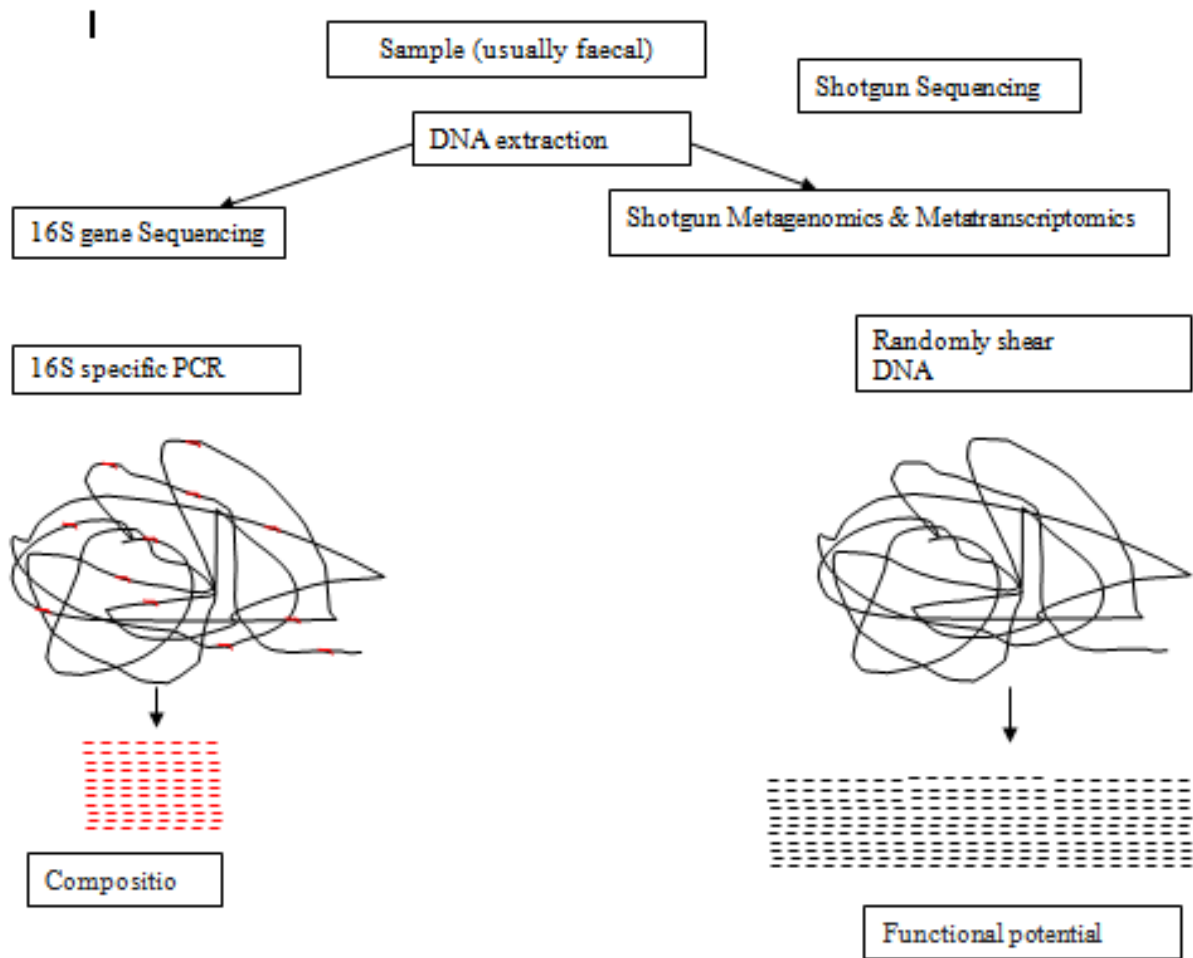 I
Sample (usually faecal)
Shotgun Sequencing
DNA extraction
16S gene Sequencing
Shotgun Metagenomics & Metatranscriptomics
16S specific PCR
Randomly shear
DNA
Compositio
Functional potential